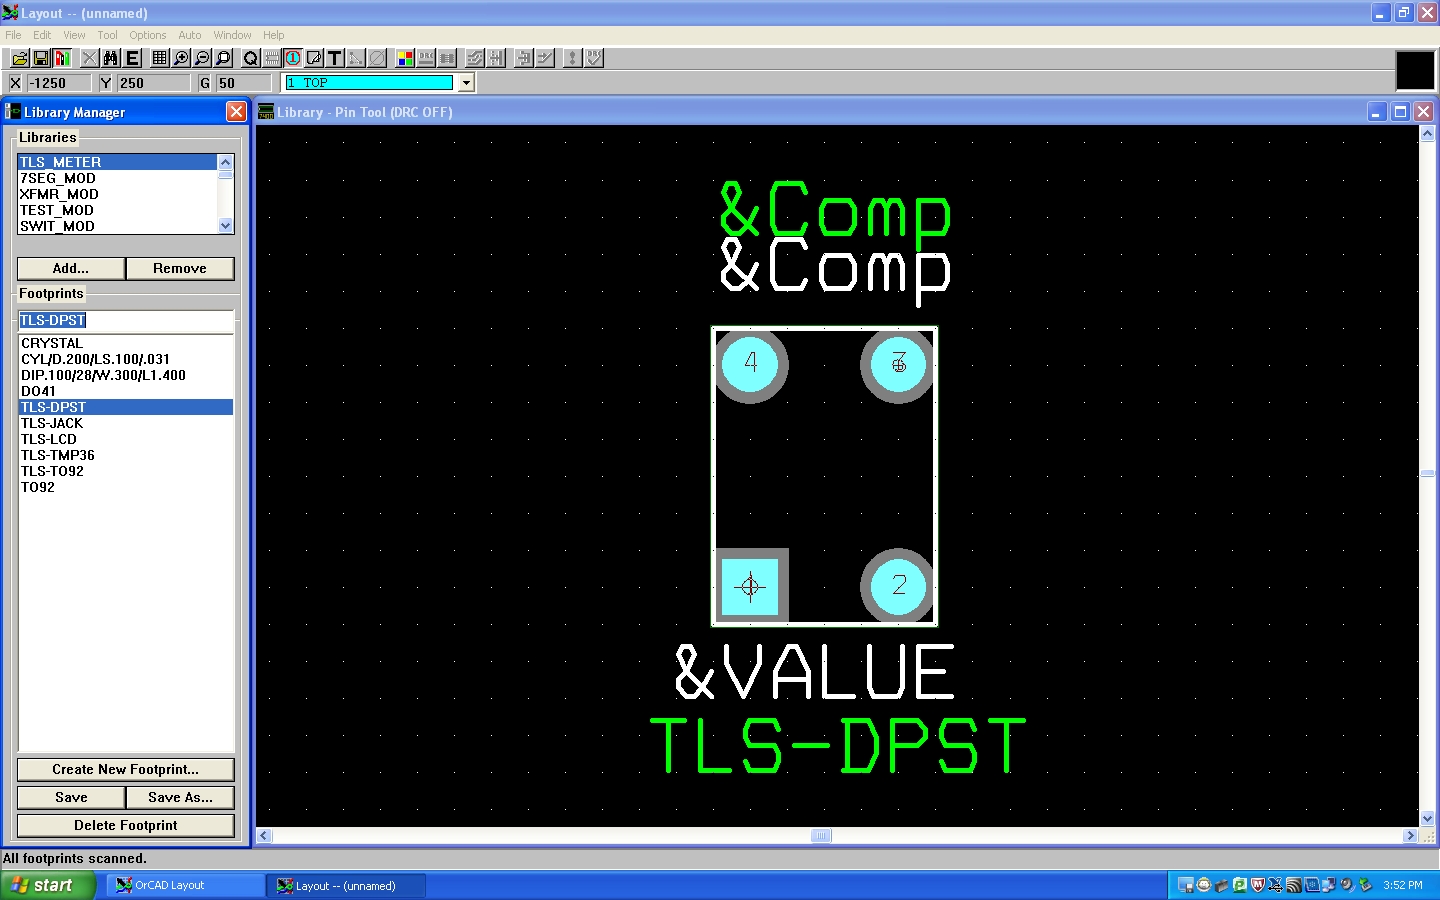 Layout -- (unnamed)
File Edit View Tool Options Auto Window Help
X -1250 Y 250 G 50 1 TOP
Library Manager
Libraries
TLS_METER
7SEG_MOD
XFMR_MOD
TEST_MOD
SWIT_MOD
Add... Remove
Footprints
TLS-DPST
CRYSTAL
CYL/D.200/LS.100/.031
DIP.100/28/W.300/L1.400
DO41
TLS-DPST
TLS-JACK
TLS-LCD
TLS-TMP36
TLS-TO92
TO92
Create New Footprint...
Save Save As...
Delete Footprint
All footprints scanned.
Library - Pin Tool (DRC OFF)
&Comp
&Comp
4 3
1 2
&VALUE
TLS-DPST
start OrCAD Layout Layout -- (unnamed) 3:52 PM